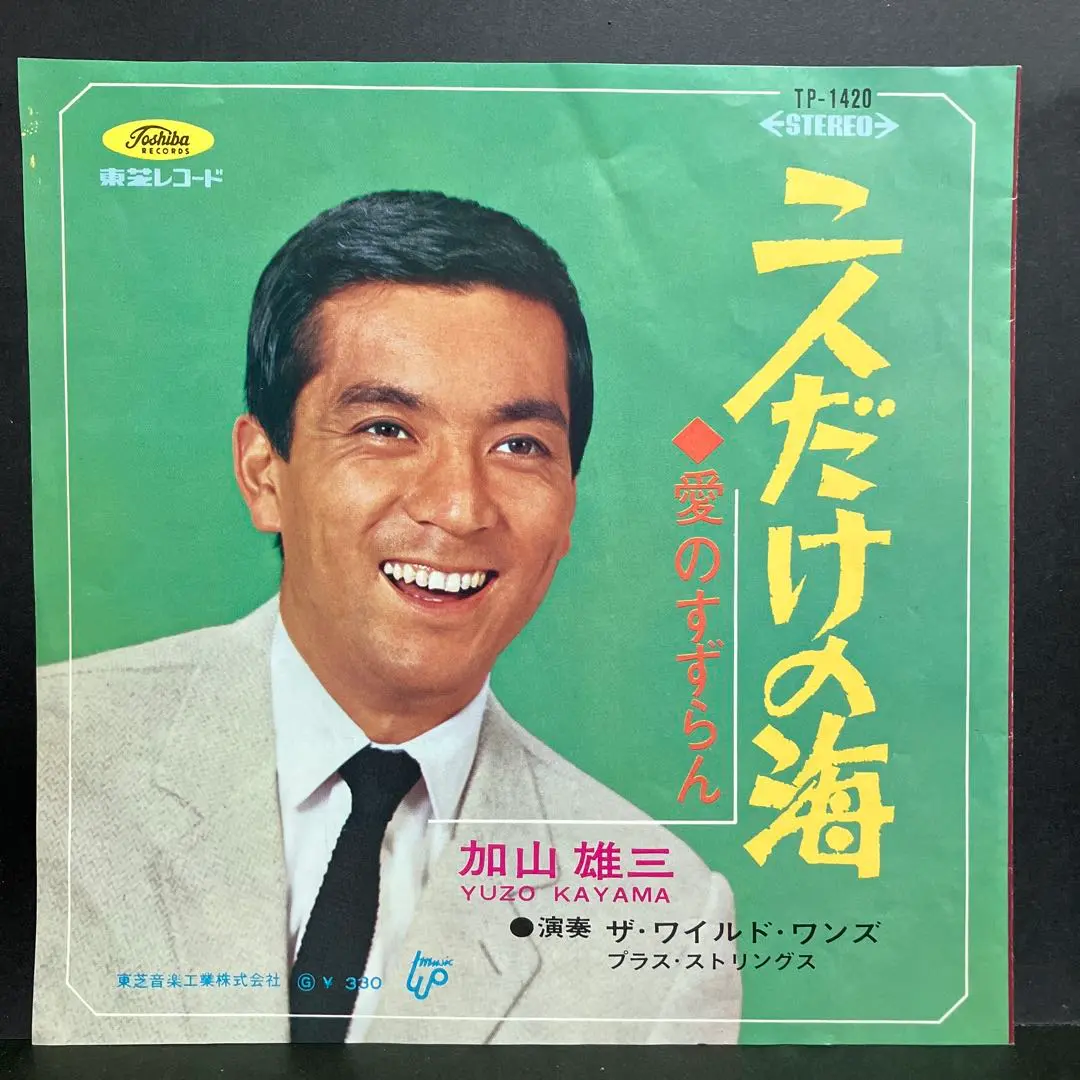 TP-1420
STEREO
Toshiba
RECORDS
東芝レコード
二人だけの海
◆愛のすずらん
加山雄三
YUZO KAYAMA
●演奏 ザ・ワイルド・ワンズ
プラス・ストリングス
東芝音楽工業株式会社 Ⓖ ¥ 330
music
up